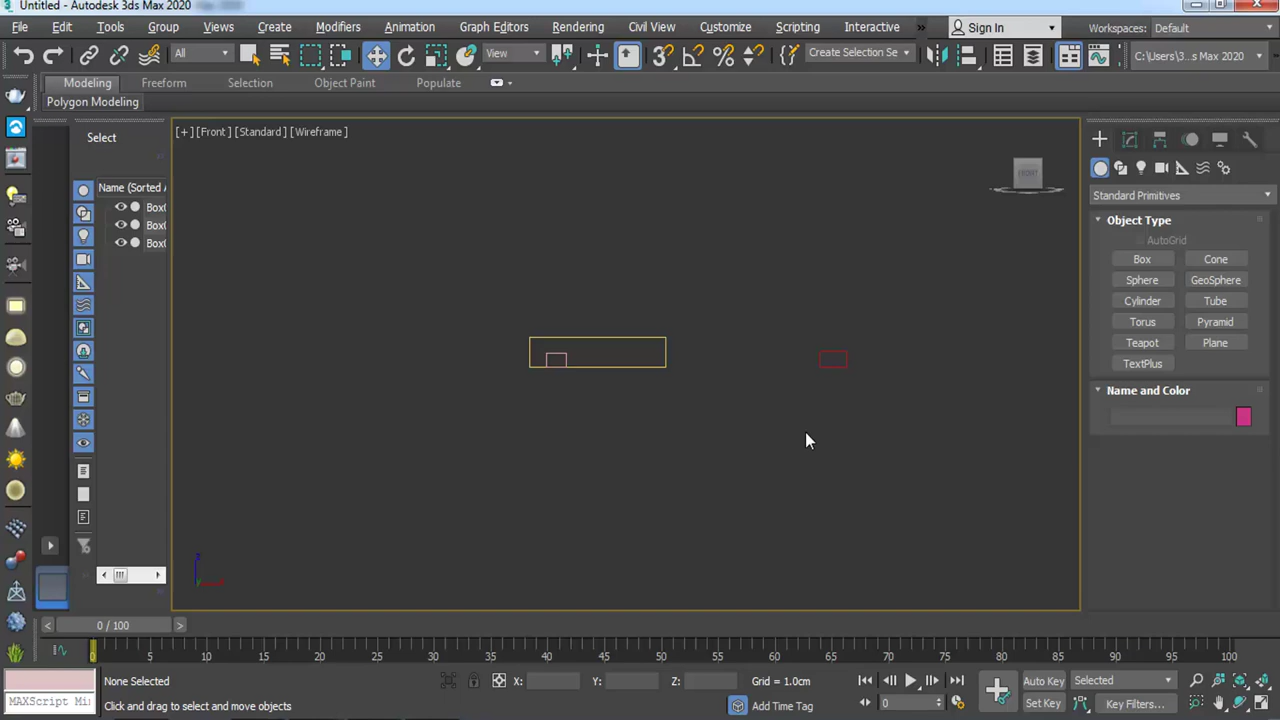 Untitled - Autodesk 3ds Max 2020
File Edit Tools Group Views Create Modifiers Animation Graph Editors Rendering Civil View Customize Scripting Interactive » Sign In Workspaces: Default
All View Create Selection Se C:\Users\3...s Max 2020
Modeling Freeform Selection Object Paint Populate
Polygon Modeling
Select
[+] [Front] [Standard] [Wireframe]
FRONT
Name (Sorted A
Box0
Box0
Box0
Standard Primitives
Object Type
AutoGrid
Box Cone
Sphere GeoSphere
Cylinder Tube
Torus Pyramid
Teapot Plane
TextPlus
Name and Color
z
x
y
< 0 / 100 >
0 5 10 15 20 25 30 35 40 45 50 55 60 65 70 75 80 85 90 95 100
None Selected X: Y: Z: Grid = 1.0cm Auto Key Selected
MAXScript Mi Click and drag to select and move objects Add Time Tag 0 Set Key Key Filters...